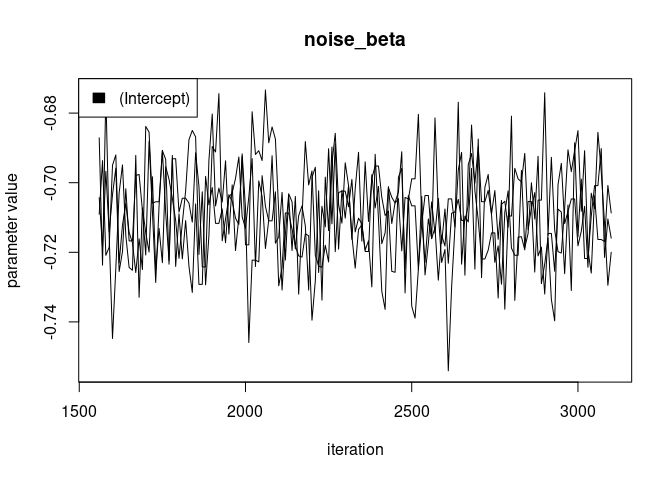 noise_beta
(Intercept)
parameter value
-0.68
-0.70
-0.72
-0.74
1500 2000 2500 3000
iteration